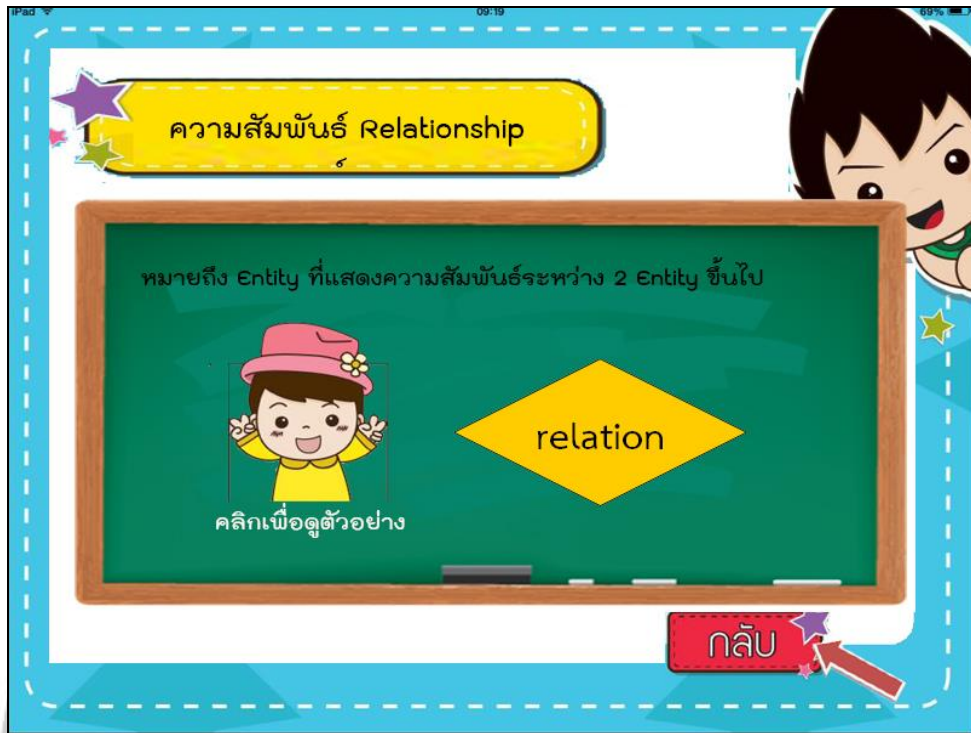 iPad 09:19 69%
ความสัมพันธ์ Relationship
หมายถึง Entity ที่แสดงความสัมพันธ์ระหว่าง 2 Entity ขึ้นไป
relation
คลิกเพื่อดูตัวอย่าง
กลับ